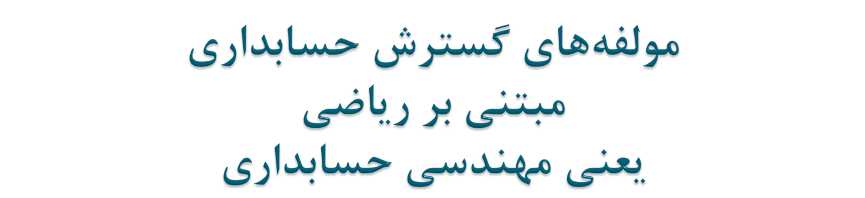 مولفه‌های گسترش حسابداری
مبتنی بر ریاضی
یعنی مهندسی حسابداری